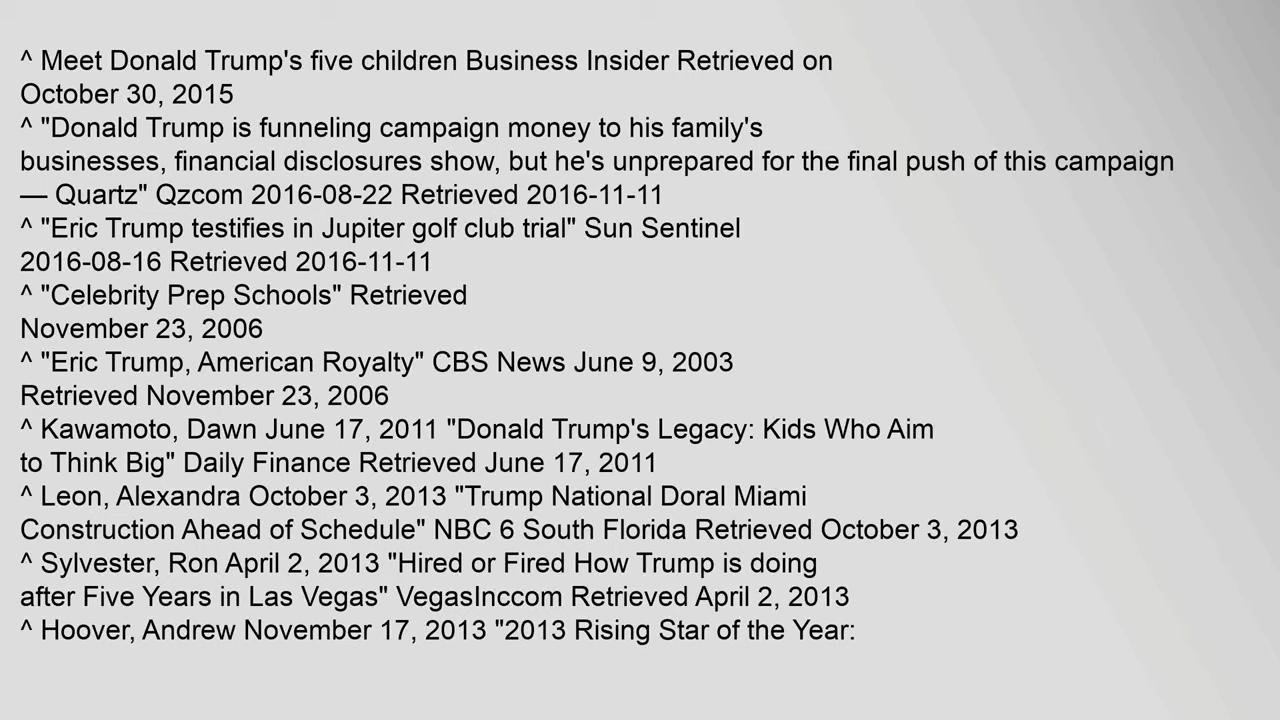 ^ Meet Donald Trump's five children Business Insider Retrieved on
October 30, 2015
^ "Donald Trump is funneling campaign money to his family's
businesses, financial disclosures show, but he's unprepared for the final push of this campaign
— Quartz" Qzcom 2016-08-22 Retrieved 2016-11-11
^ "Eric Trump testifies in Jupiter golf club trial" Sun Sentinel
2016-08-16 Retrieved 2016-11-11
^ "Celebrity Prep Schools" Retrieved
November 23, 2006
^ "Eric Trump, American Royalty" CBS News June 9, 2003
Retrieved November 23, 2006
^ Kawamoto, Dawn June 17, 2011 "Donald Trump's Legacy: Kids Who Aim
to Think Big" Daily Finance Retrieved June 17, 2011
^ Leon, Alexandra October 3, 2013 "Trump National Doral Miami
Construction Ahead of Schedule" NBC 6 South Florida Retrieved October 3, 2013
^ Sylvester, Ron April 2, 2013 "Hired or Fired How Trump is doing
after Five Years in Las Vegas" VegasInccom Retrieved April 2, 2013
^ Hoover, Andrew November 17, 2013 "2013 Rising Star of the Year: